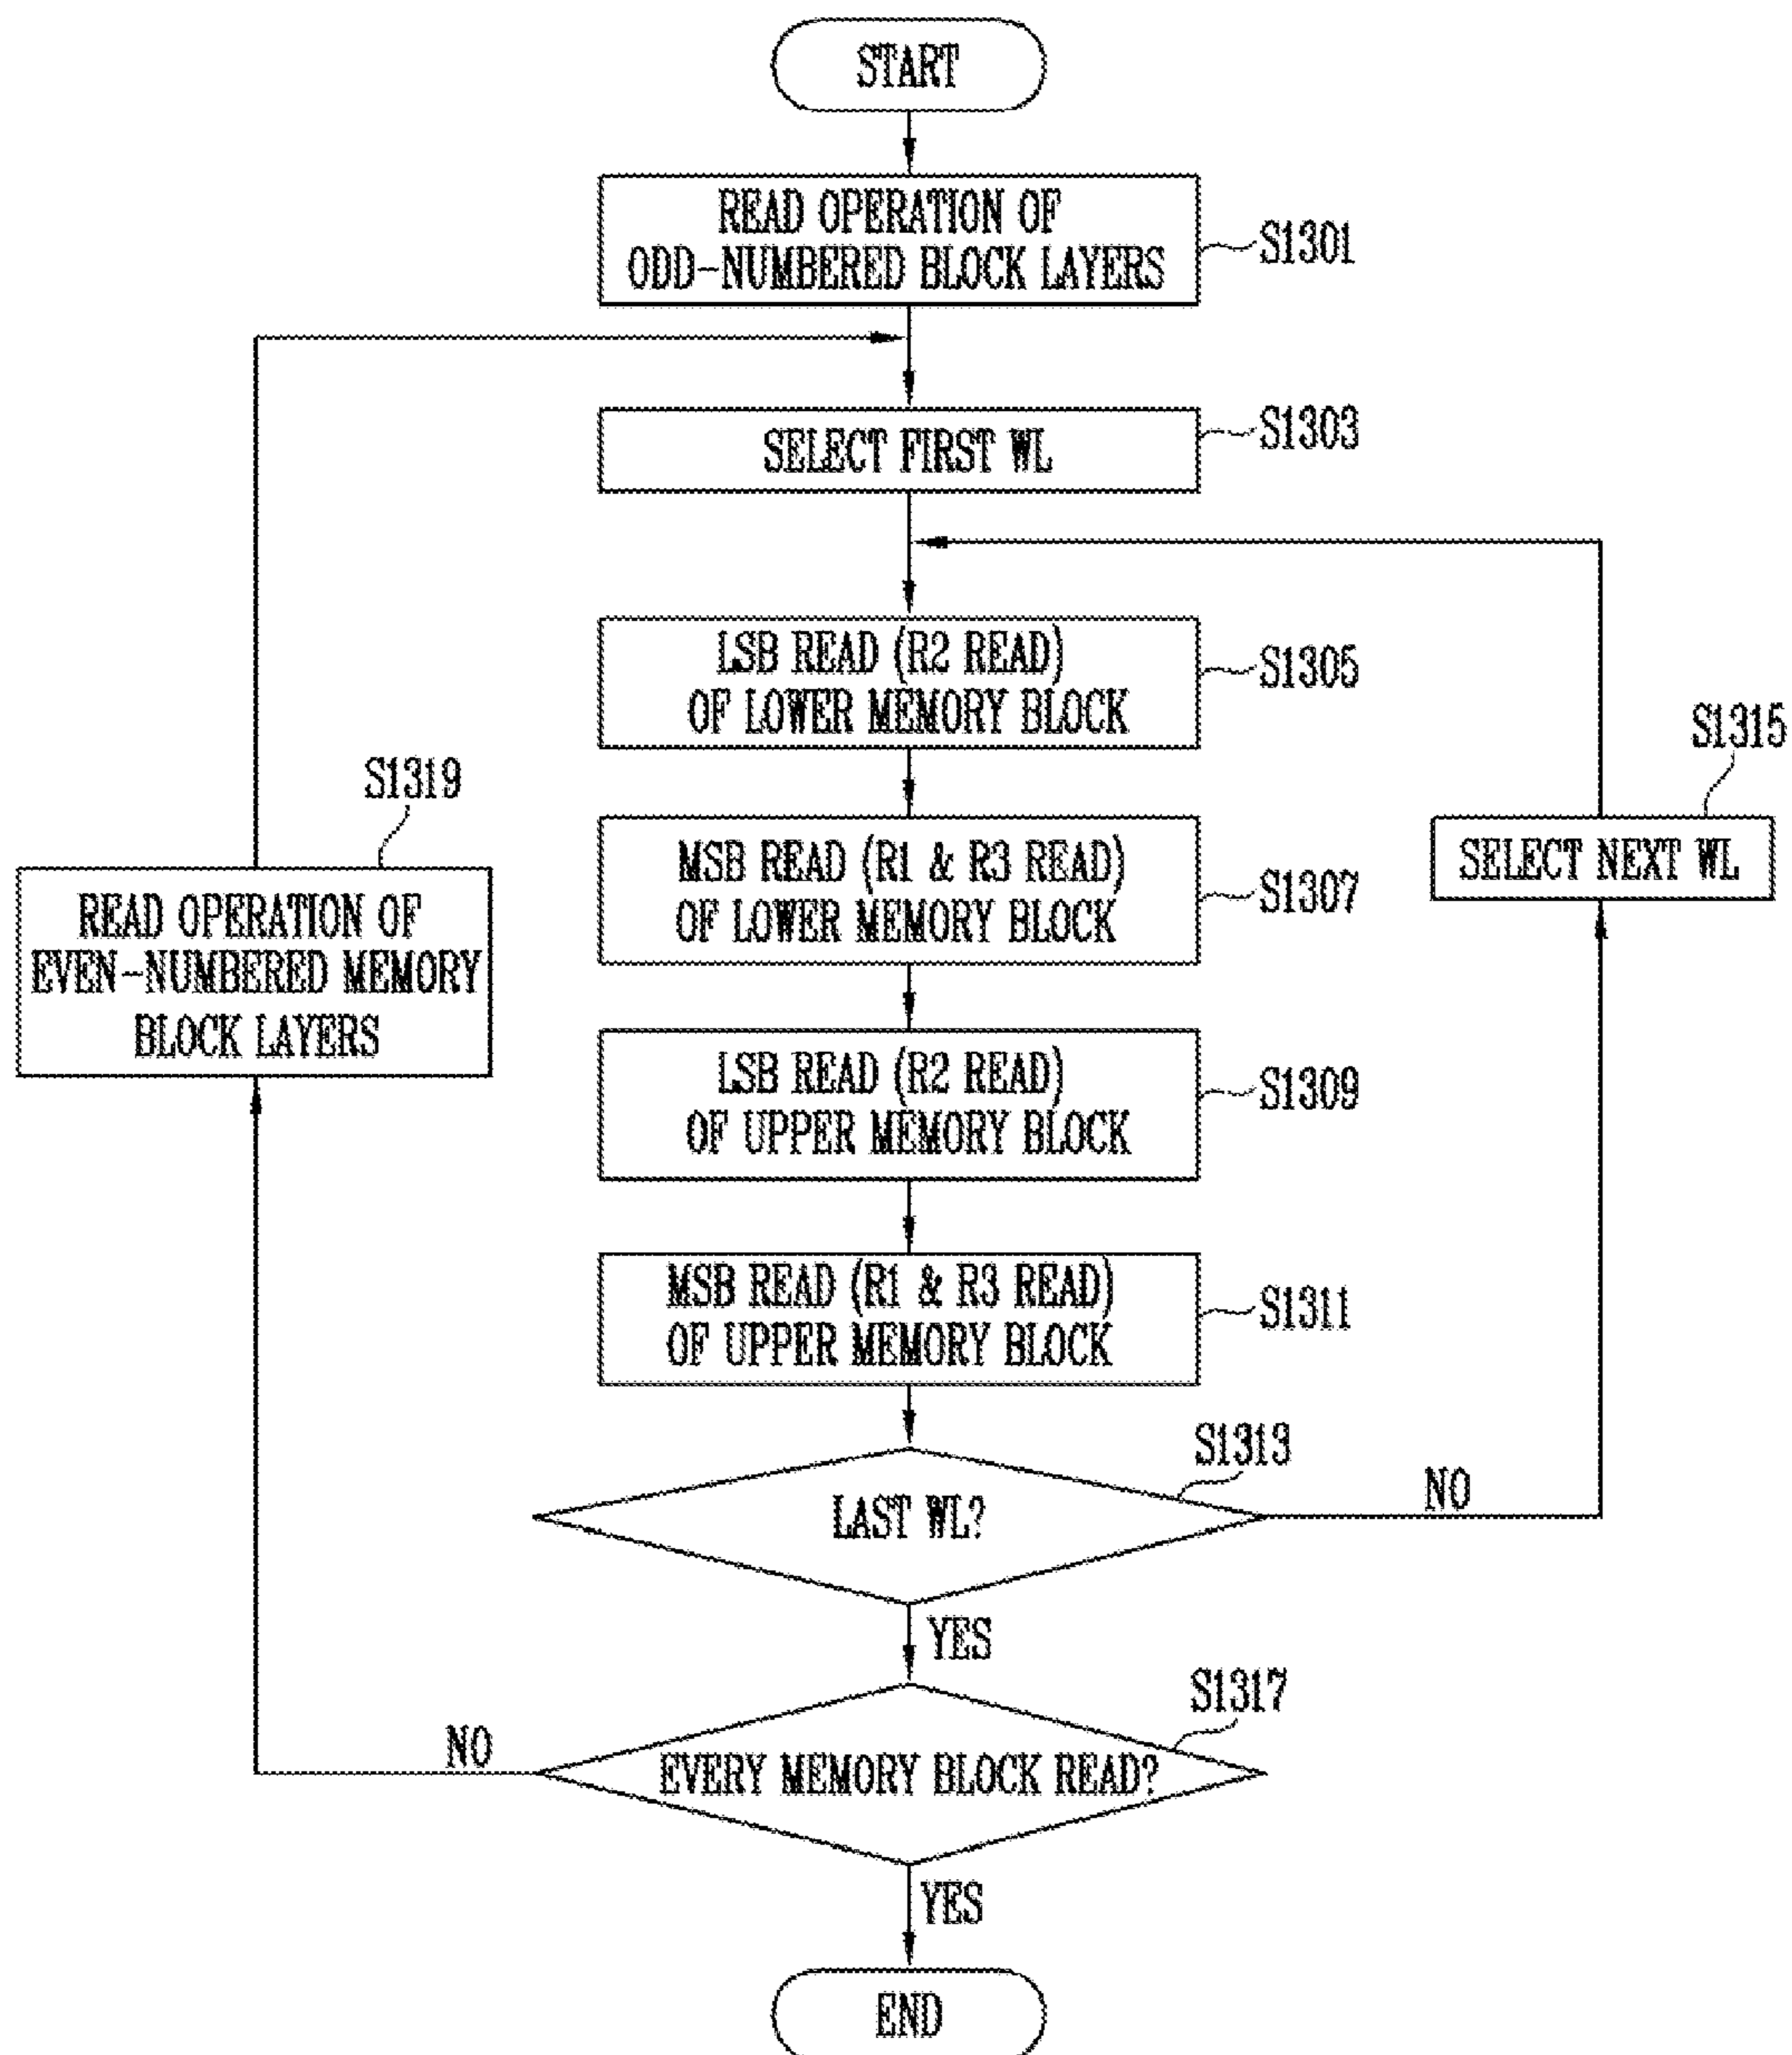 START
READ OPERATION OF
ODD-NUMBERED BLOCK LAYERS
S1301
SELECT FIRST WL
S1303
LSB READ (R2 READ)
OF LOWER MEMORY BLOCK
S1305
MSB READ (R1 & R3 READ)
OF LOWER MEMORY BLOCK
S1307
S1315
SELECT NEXT WL
S1319
READ OPERATION OF
EVEN-NUMBERED MEMORY
BLOCK LAYERS
LSB READ (R2 READ)
OF UPPER MEMORY BLOCK
S1309
MSB READ (R1 & R3 READ)
OF UPPER MEMORY BLOCK
S1311
S1313
LAST WL?
NO
YES
S1317
EVERY MEMORY BLOCK READ?
NO
YES
END